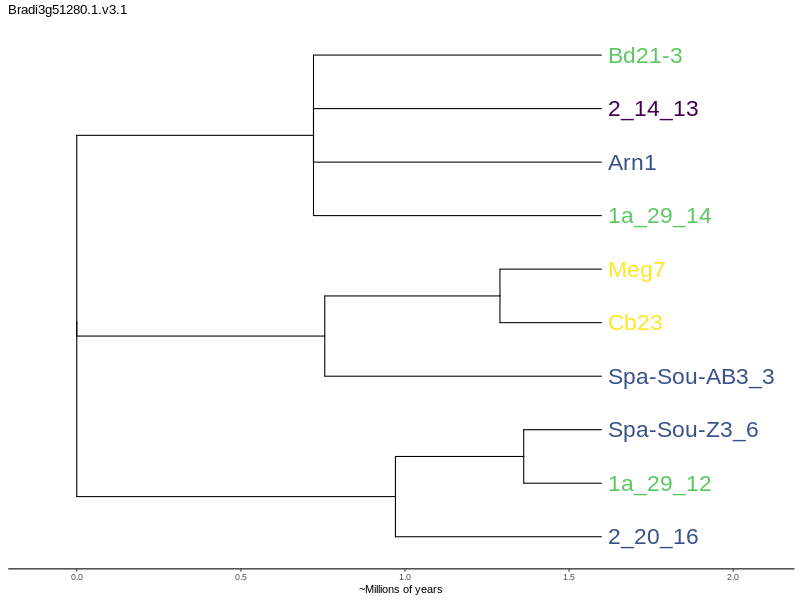 Bradi3g51280.1.v3.1
Bd21-3
2_14_13
Arn1
1a_29_14
Meg7
Cb23
Spa-Sou-AB3_3
Spa-Sou-Z3_6
1a_29_12
2_20_16
0.0 0.5 1.0 1.5 2.0
~Millions of years